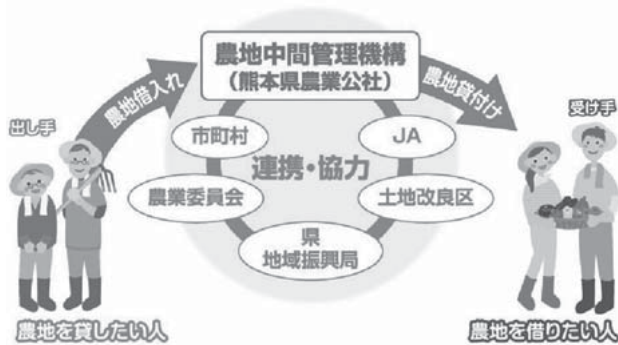 農地中間管理機構
（熊本県農業公社）
農地借入れ
農地貸付け
出し手
受け手
市町村
JA
連携・協力
農業委員会
土地改良区
県
地域振興局
農地を貸したい人
農地を借りたい人